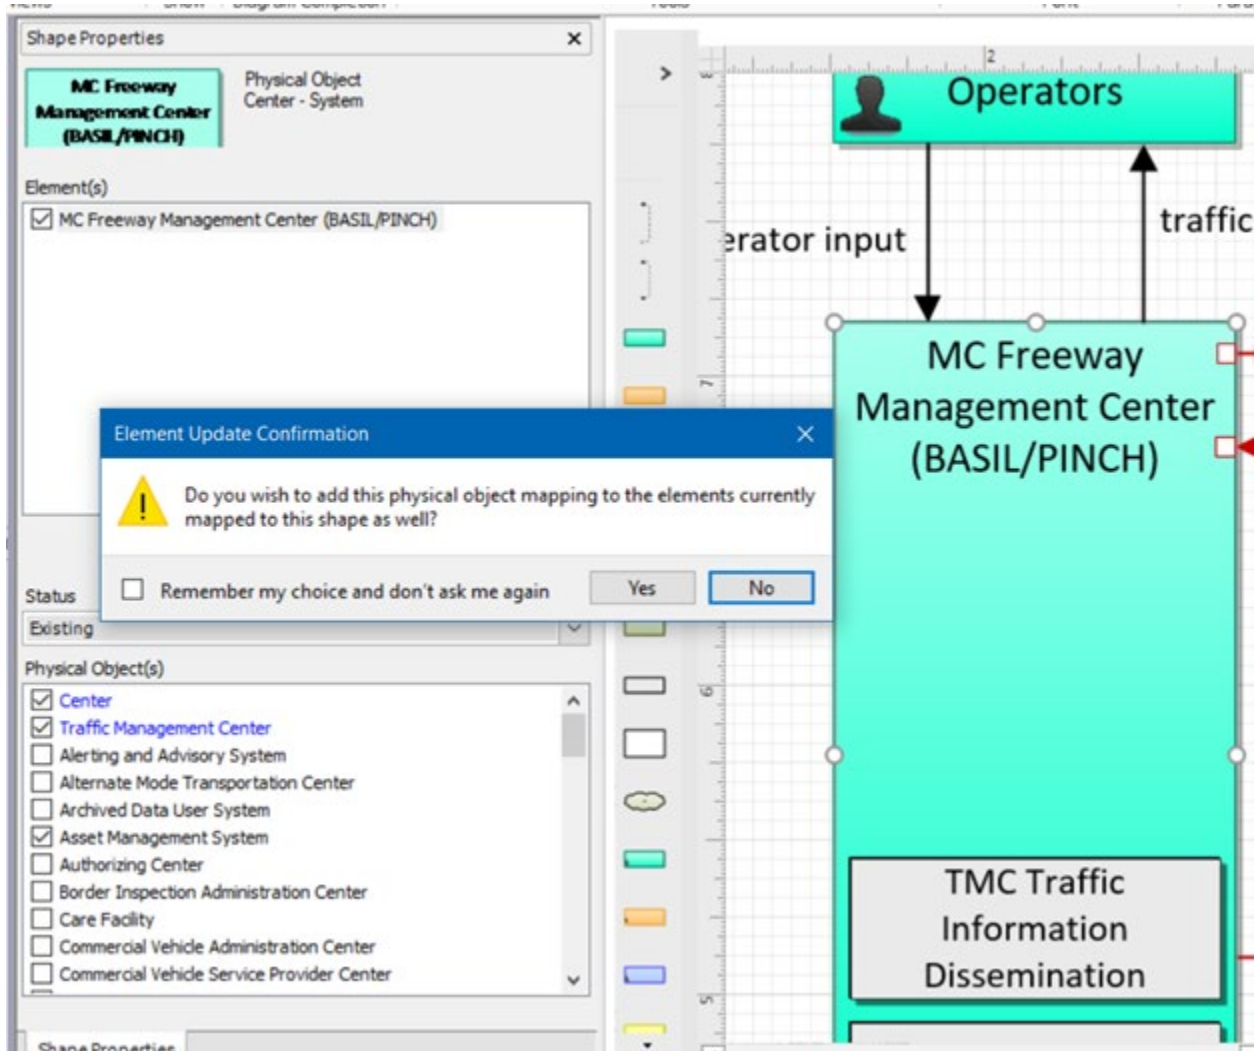 Shape Properties
MC Freeway
Management Center
(BASIL/PINCH)
Physical Object
Center - System
Element(s)
MC Freeway Management Center (BASIL/PINCH)
Element Update Confirmation
Do you wish to add this physical object mapping to the elements currently
mapped to this shape as well?
Remember my choice and don't ask me again
Yes
No
Status
Existing
Physical Object(s)
Center
Traffic Management Center
Alerting and Advisory System
Alternate Mode Transportation Center
Archived Data User System
Asset Management System
Authorizing Center
Border Inspection Administration Center
Care Facility
Commercial Vehicle Administration Center
Commercial Vehicle Service Provider Center
Shape Properties
2
8
7
6
5
Operators
erator input
traffic
MC Freeway
Management Center
(BASIL/PINCH)
TMC Traffic
Information
Dissemination